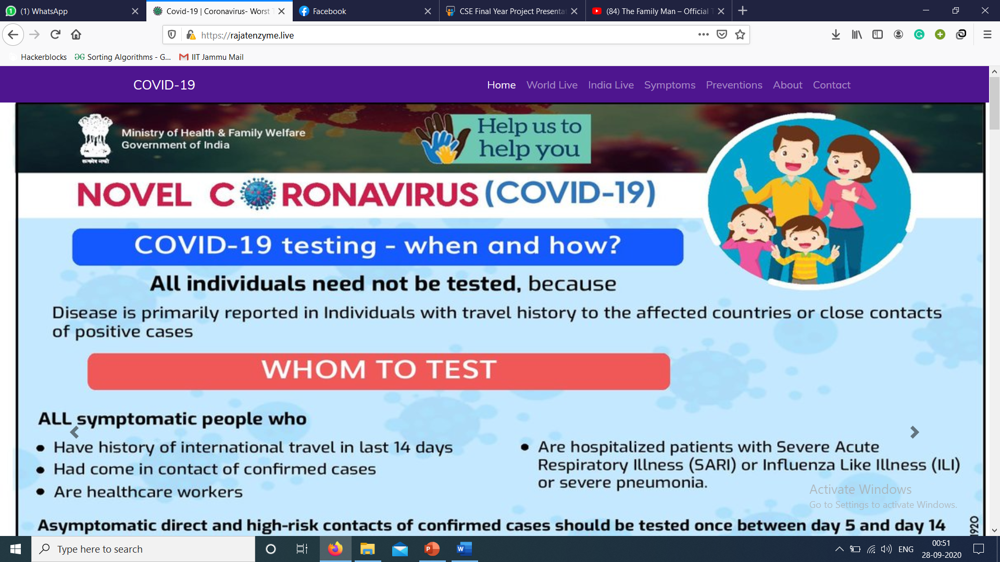 (1) WhatsApp
Covid-19 | Coronavirus- Worst T
Facebook
CSE Final Year Project Presentat
(84) The Family Man – Official T
https://rajatenzyme.live
Hackerblocks
Sorting Algorithms - G...
IIT Jammu Mail
COVID-19
Home
World Live
India Live
Symptoms
Preventions
About
Contact
Ministry of Health & Family Welfare
Government of India
सत्यमेव जयते
Help us to
help you
NOVEL CORONAVIRUS (COVID-19)
COVID-19 testing - when and how?
All individuals need not be tested, because
Disease is primarily reported in Individuals with travel history to the affected countries or close contacts
of positive cases
WHOM TO TEST
ALL symptomatic people who
• Have history of international travel in last 14 days
• Had come in contact of confirmed cases
• Are healthcare workers
• Are hospitalized patients with Severe Acute
Respiratory Illness (SARI) or Influenza Like Illness (ILI)
or severe pneumonia.
Asymptomatic direct and high-risk contacts of confirmed cases should be tested once between day 5 and day 14
1920
Activate Windows
Go to Settings to activate Windows.
Type here to search
ENG
00:51
28-09-2020